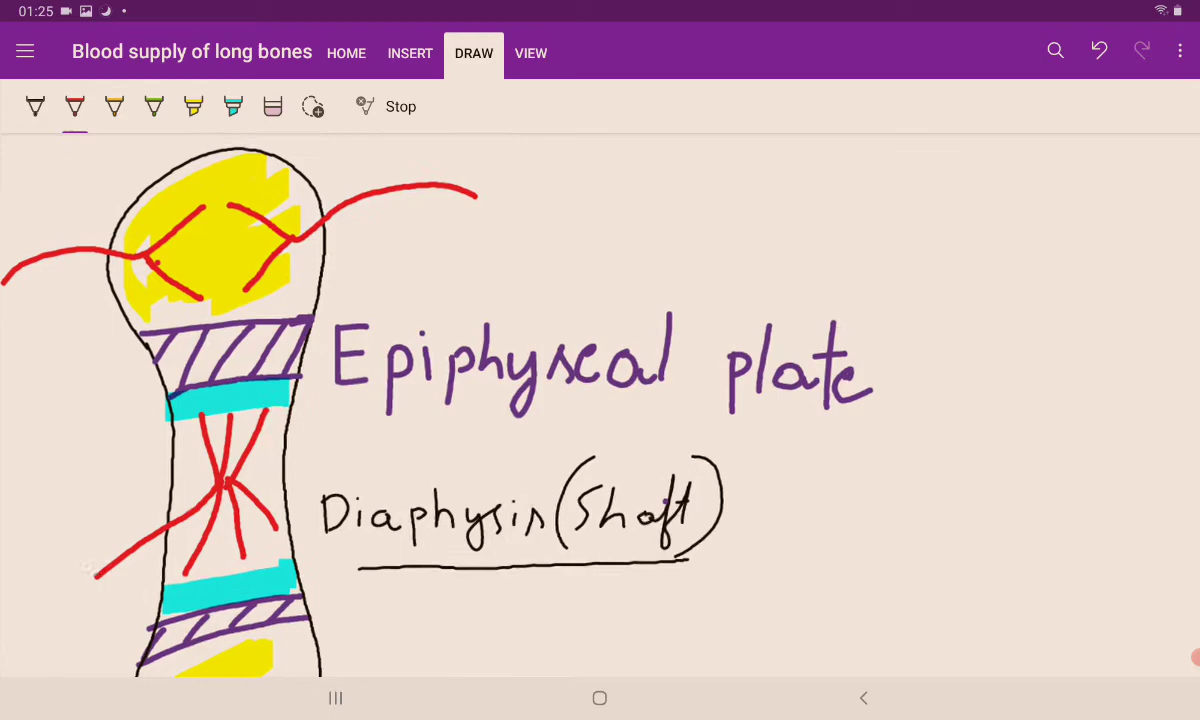 01:25
Blood supply of long bones HOME INSERT DRAW VIEW
Stop
Epiphyseal plate
Diaphysis (Shaft)